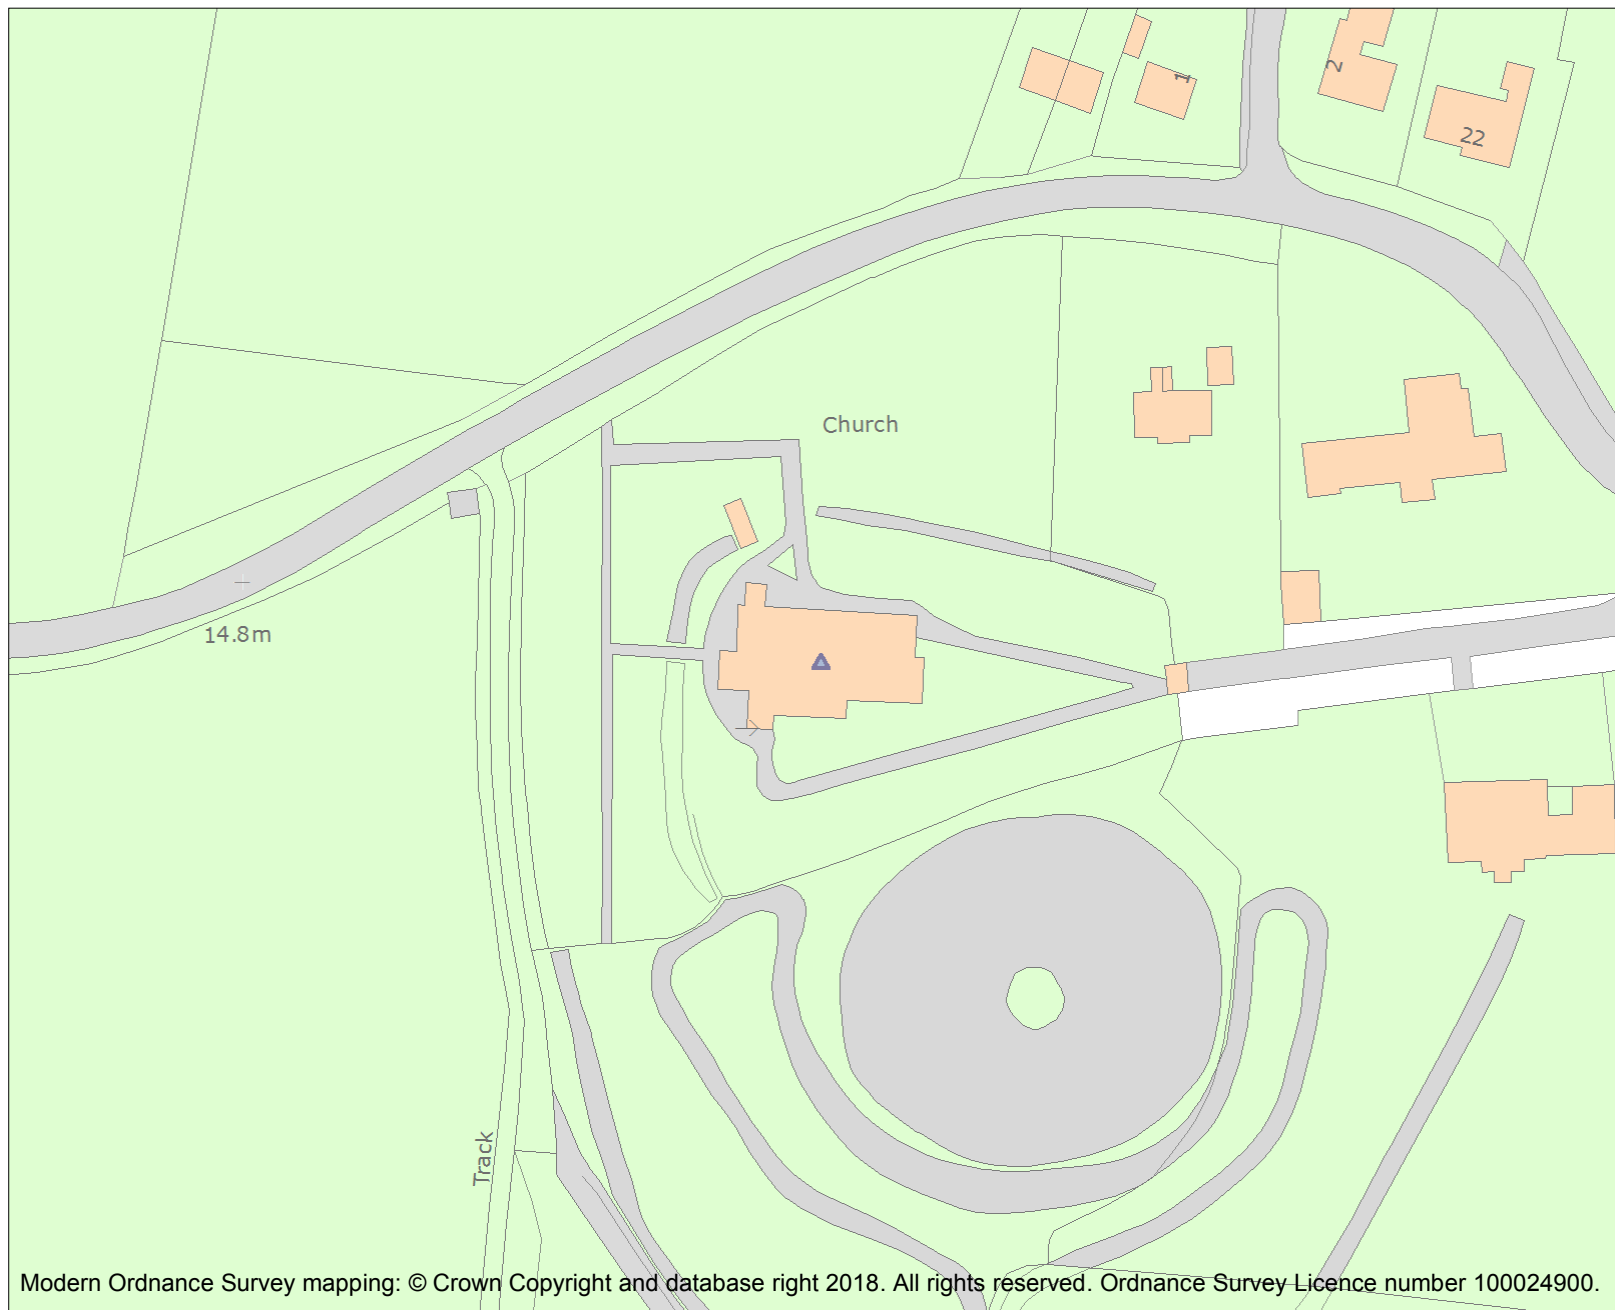 1
2
22
Church
14.8m
Track
Modern Ordnance Survey mapping: © Crown Copyright and database right 2018. All rights reserved. Ordnance Survey Licence number 100024900.